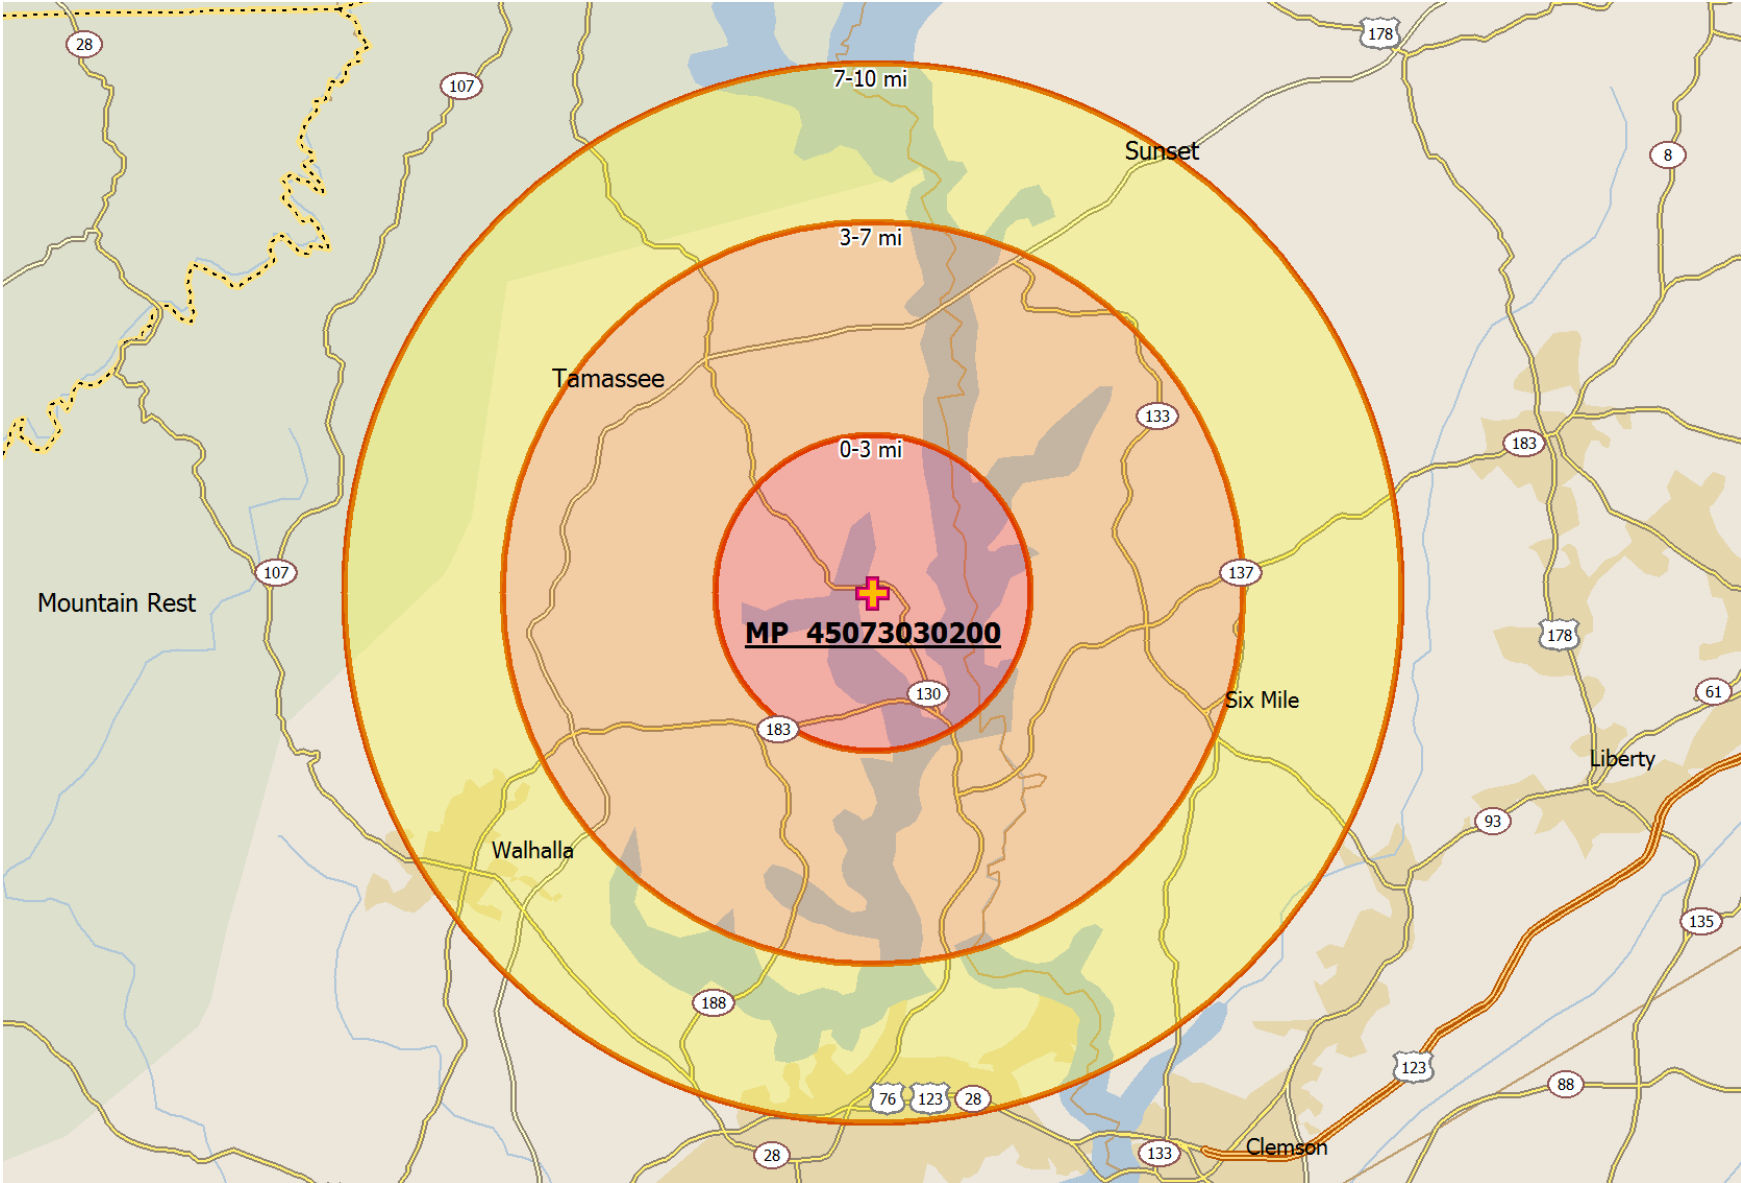 178
28
7-10 mi
107
Sunset
8
3-7 mi
Tamassee
133
183
0-3 mi
107
137
Mountain Rest
MP 45073030200
178
130
61
Six Mile
183
Liberty
93
Walhalla
135
188
123
88
76
123
28
Clemson
133
28